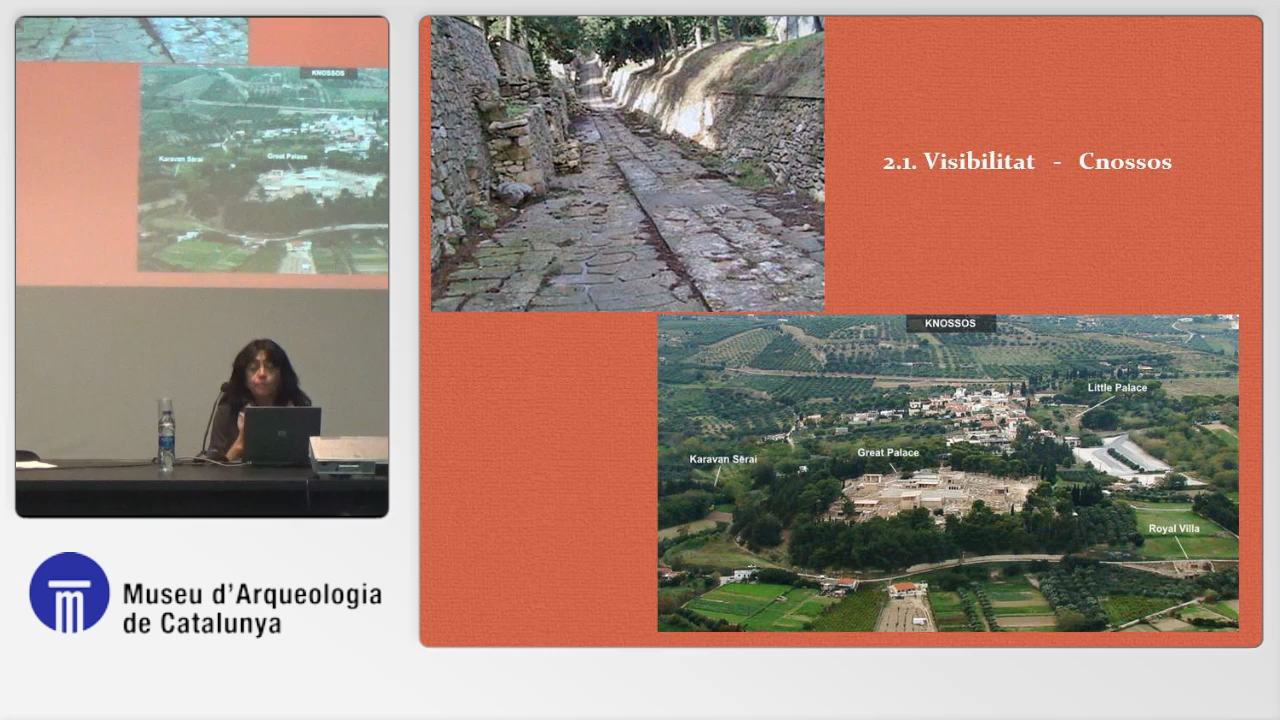 KNOSSOS
Karavan Serai
Great Palace
Museu d'Arqueologia
de Catalunya
2.1. Visibilitat - Cnossos
KNOSSOS
Little Palace
Karavan Serai
Great Palace
Royal Villa